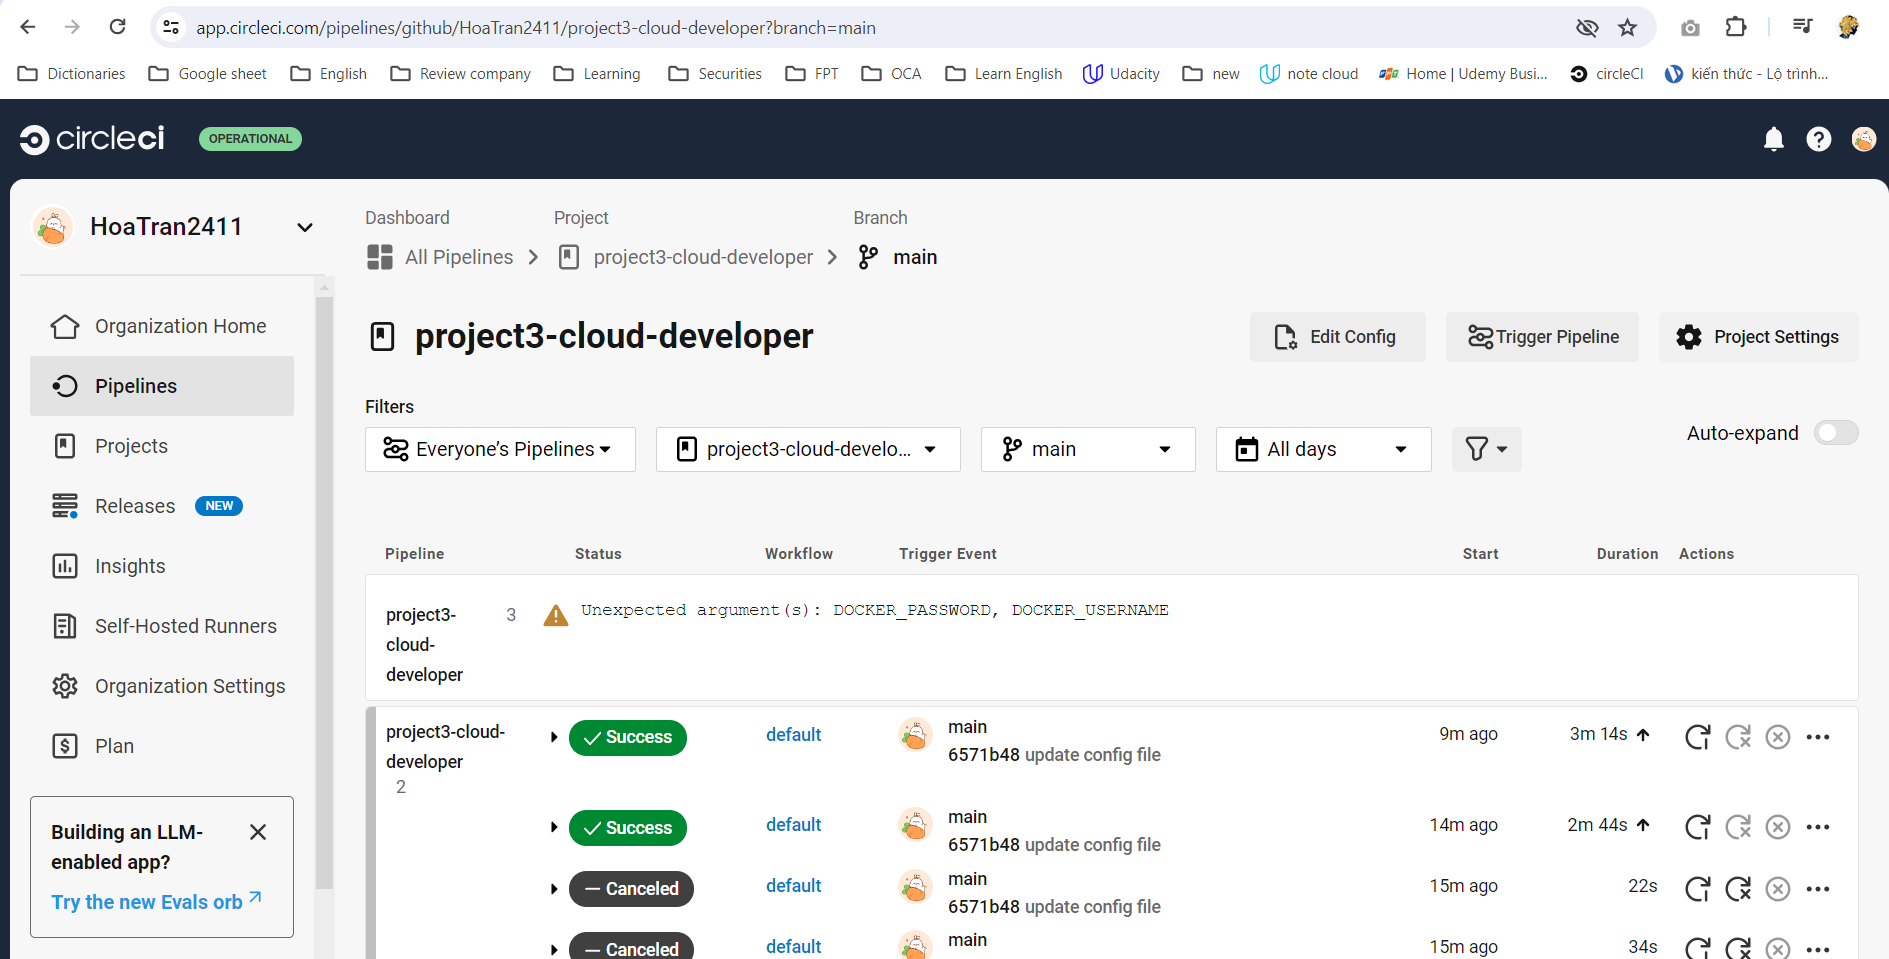 app.circleci.com/pipelines/github/HoaTran2411/project3-cloud-developer?branch=main
Dictionaries Google sheet English Review company Learning Securities FPT OCA Learn English Udacity new note cloud Home | Udemy Busi... circleCI kiến thức - Lộ trình...
circleci OPERATIONAL
HoaTran2411
Organization Home
Pipelines
Projects
Releases NEW
Insights
Self-Hosted Runners
Organization Settings
Plan
Building an LLM-
enabled app?
Try the new Evals orb
Dashboard Project Branch
All Pipelines project3-cloud-developer main
project3-cloud-developer
Edit Config Trigger Pipeline Project Settings
Filters
Everyone's Pipelines project3-cloud-develo... main All days
Auto-expand
Pipeline Status Workflow Trigger Event Start Duration Actions
project3-
cloud-
developer
3
Unexpected argument(s): DOCKER_PASSWORD, DOCKER_USERNAME
project3-cloud-
developer
2
Success default main 9m ago 3m 14s
6571b48 update config file
Success default main 14m ago 2m 44s
6571b48 update config file
Canceled default main 15m ago 22s
6571b48 update config file
Canceled default main 15m ago 34s